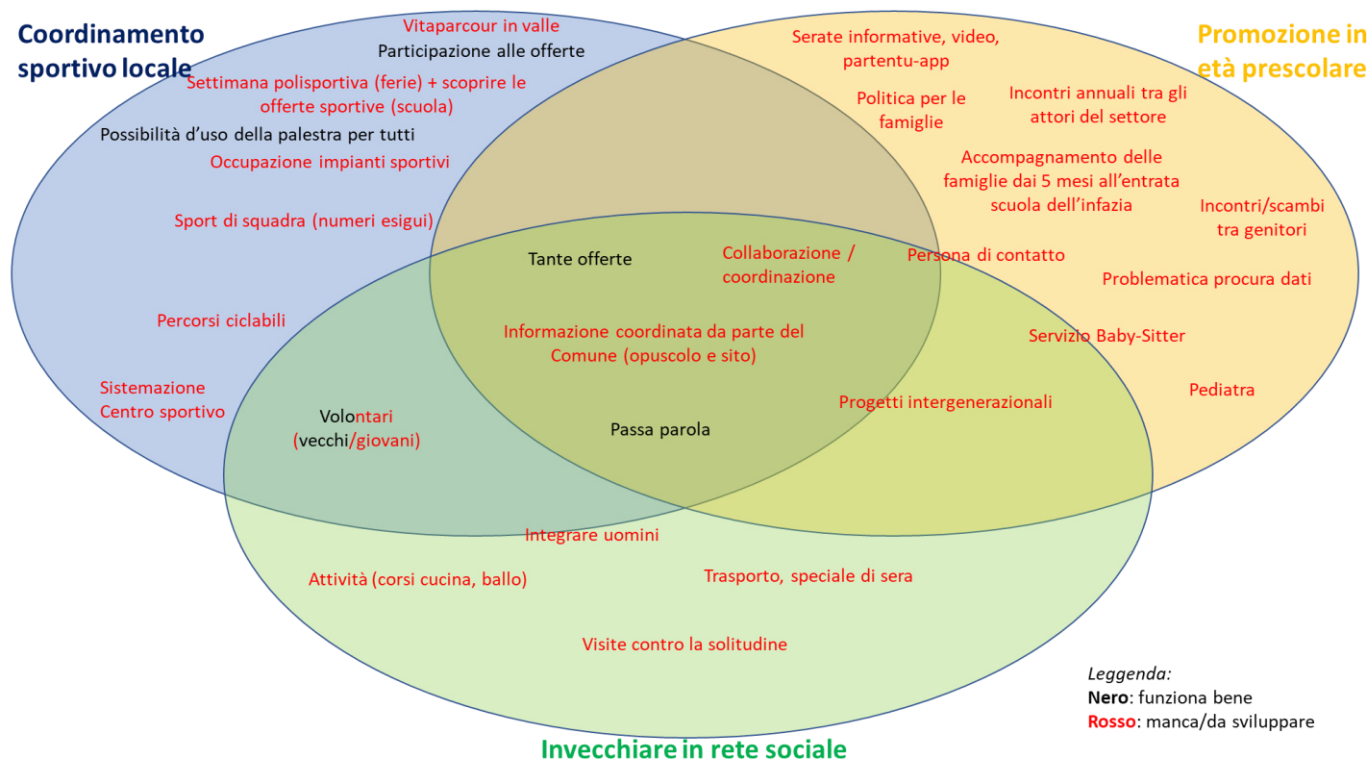 Coordinamento
sportivo locale
Vitaparcour in valle
Participazione alle offerte
Settimana polisportiva (ferie) + scoprire le
offerte sportive (scuola)
Possibilità d’uso della palestra per tutti
Occupazione impianti sportivi
Sport di squadra (numeri esigui)
Percorsi ciclabili
Sistemazione
Centro sportivo
Promozione in
età prescolare
Serate informative, video,
partentu-app
Politica per le
famiglie
Incontri annuali tra gli
attori del settore
Accompagnamento delle
famiglie dai 5 mesi all’entrata
scuola dell’infazia
Incontri/scambi
tra genitori
Persona di contatto
Problematica procura dati
Servizio Baby-Sitter
Pediatra
Tante offerte
Collaborazione /
coordinazione
Informazione coordinata da parte del
Comune (opuscolo e sito)
Passa parola
Progetti intergenerazionali
Volontari
(vecchi/giovani)
Integrare uomini
Attività (corsi cucina, ballo)
Trasporto, speciale di sera
Visite contro la solitudine
Invecchiare in rete sociale
Leggenda:
Nero: funziona bene
Rosso: manca/da sviluppare